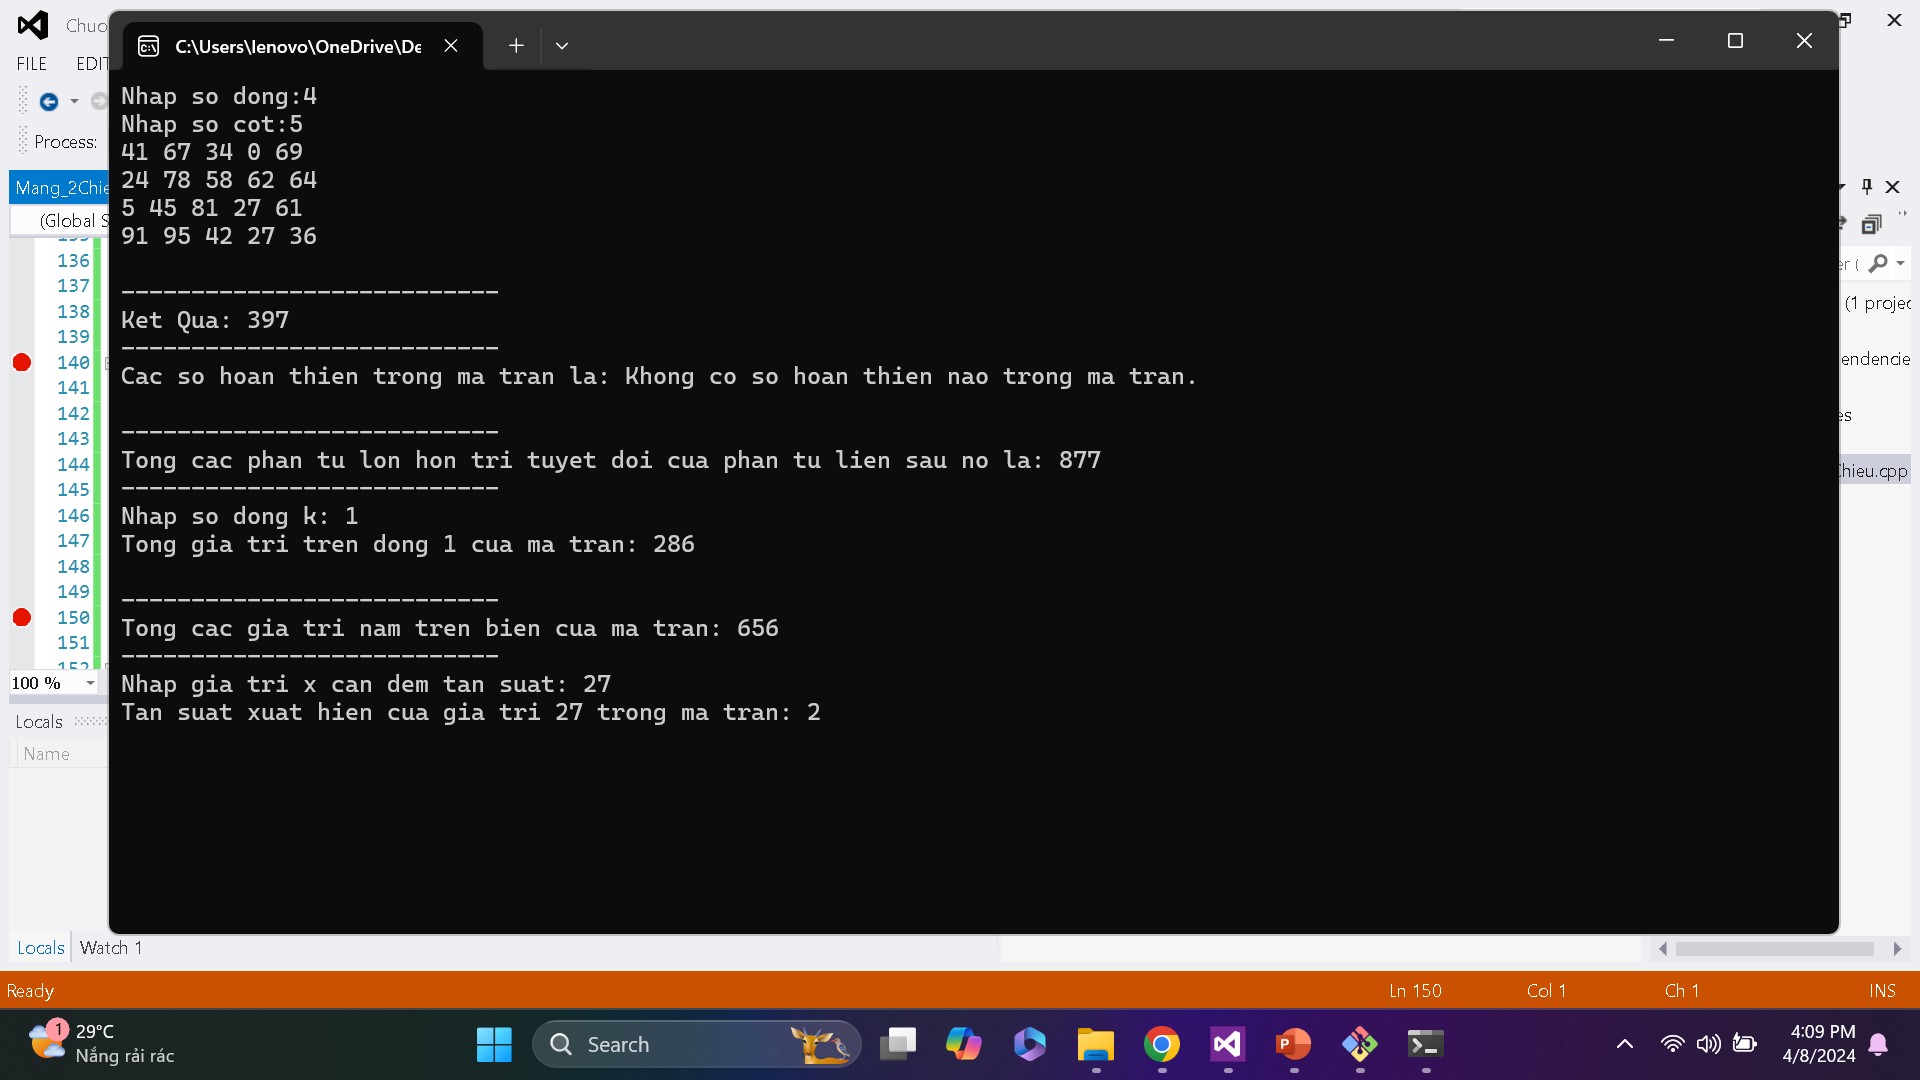 Chuo
C:\Users\lenovo\OneDrive\De
FILE EDIT
Process:
Mang_2Chie
(Global S
Nhap so dong:4
Nhap so cot:5
41 67 34 0 69
24 78 58 62 64
5 45 81 27 61
91 95 42 27 36
---------------------------
Ket Qua: 397
---------------------------
Cac so hoan thien trong ma tran la: Khong co so hoan thien nao trong ma tran.
---------------------------
Tong cac phan tu lon hon tri tuyet doi cua phan tu lien sau no la: 877
---------------------------
Nhap so dong k: 1
Tong gia tri tren dong 1 cua ma tran: 286
---------------------------
Tong cac gia tri nam tren bien cua ma tran: 656
---------------------------
Nhap gia tri x can dem tan suat: 27
Tan suat xuat hien cua gia tri 27 trong ma tran: 2
136
137
138
139
140
141
142
143
144
145
146
147
148
149
150
151
152
100 %
Locals
Name
Locals Watch 1
er (
(1 projec
endencie
es
Chieu.cpp
Ready Ln 150 Col 1 Ch 1 INS
1
29°C
Nắng rải rác
Search
4:09 PM
4/8/2024